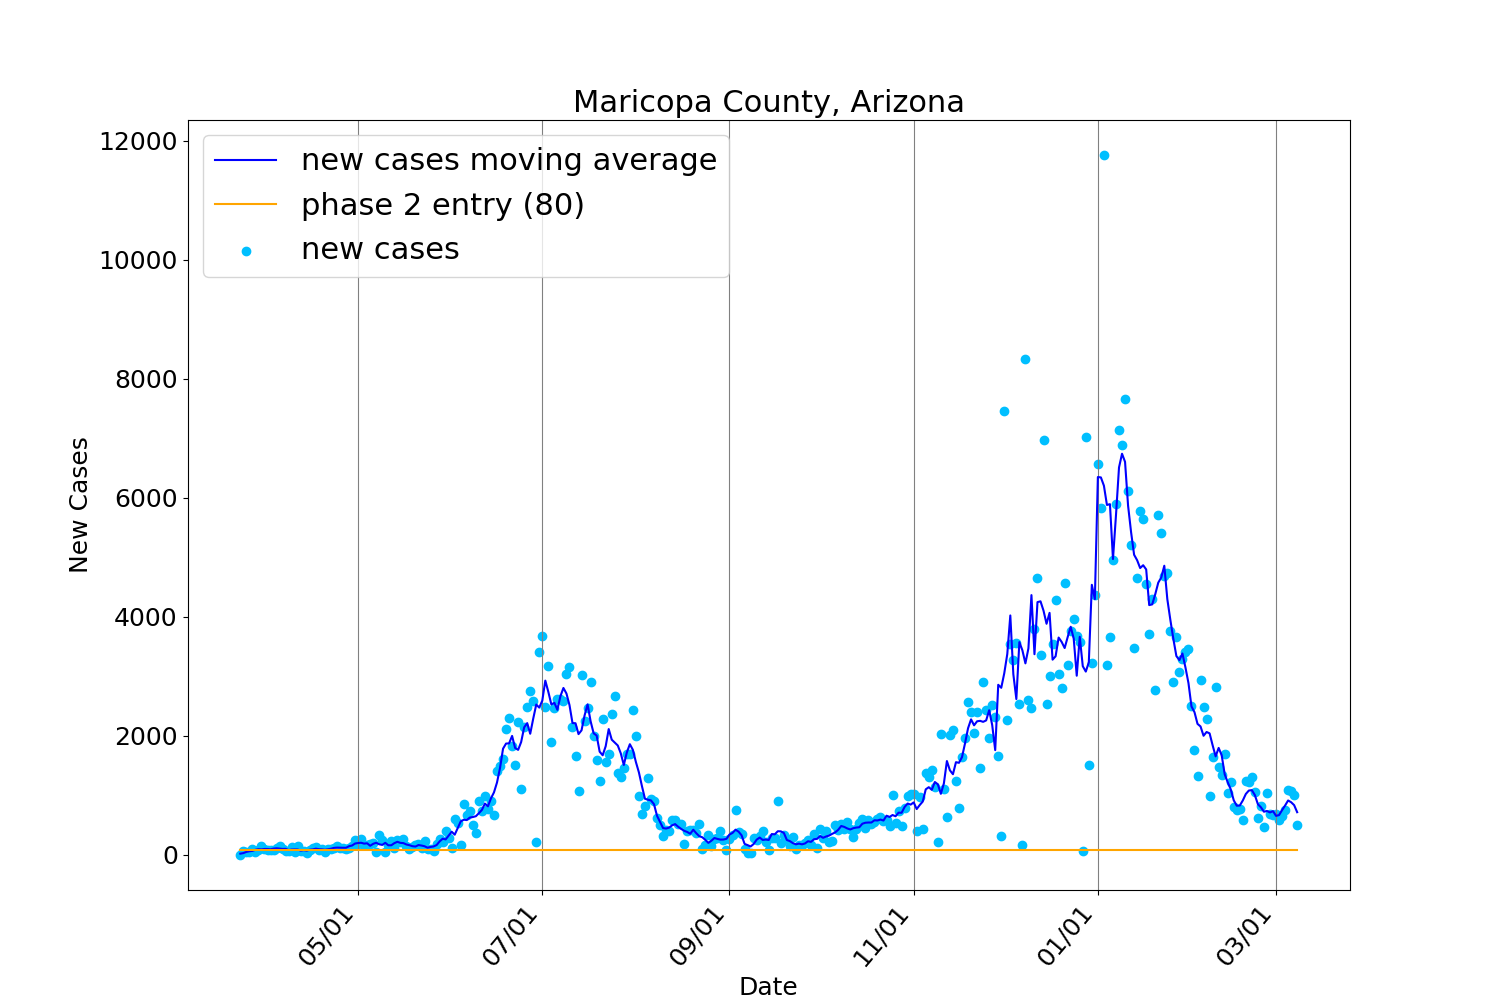 Maricopa County, Arizona
new cases moving average
phase 2 entry (80)
new cases
12000
10000
8000
6000
4000
2000
0
New Cases
05/01
07/01
09/01
11/01
01/01
03/01
Date